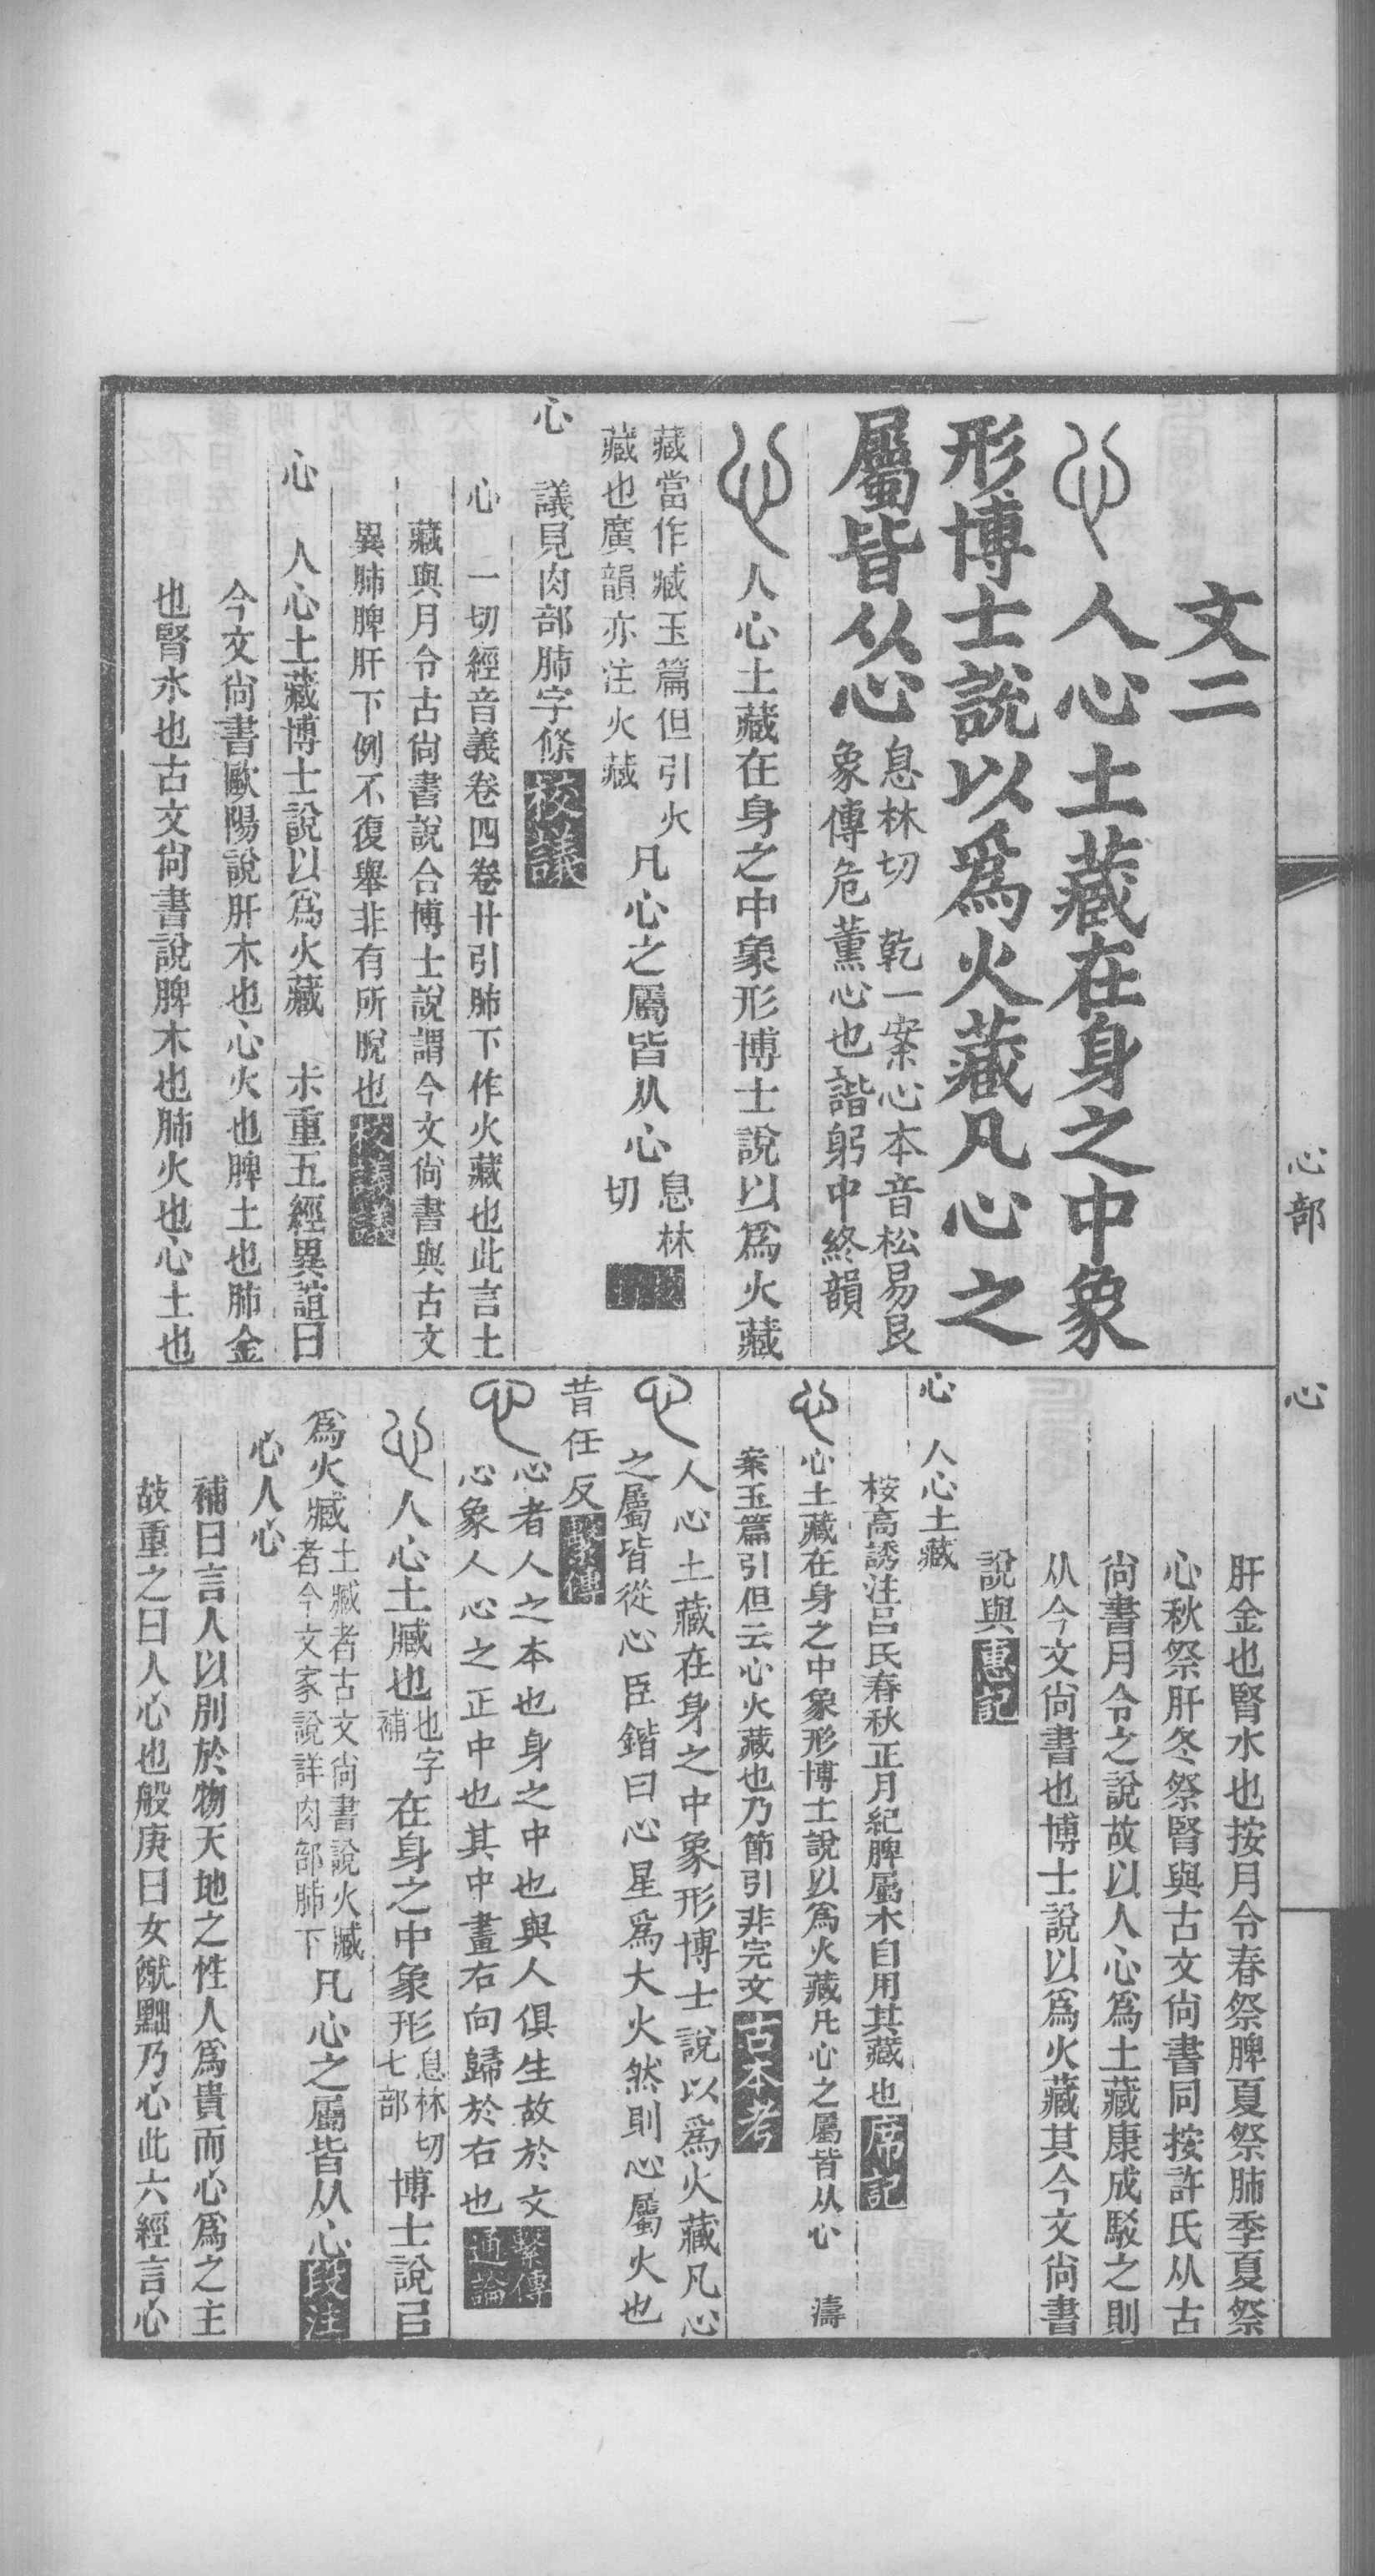 文二
人心土藏在身之中象
形博士說以爲火藏凡心之
屬皆从心
息林切 乾一案心本音松易艮
象傳危薰心也諧躬中終韻
人心土藏在身之中象形博士說以爲火藏
藏當作臧玉篇但引火
藏也廣韻亦注火藏
凡心之屬皆从心
息林
切
心 議見肉部肺字條校議
心 一切經音義卷四卷廿引肺下作火藏也此言土
藏與月令古尙書說合博士說謂今文尙書與古文
異肺脾肝下例不復舉非有所脫也校議議
心 人心土藏博士說以爲火藏 未重五經異誼曰
今文尙書歐陽說肝木也心火也脾土也肺金
也腎水也古文尙書說脾木也肺火也心土也
肝金也腎水也按月令春祭脾夏祭肺季夏祭
心秋祭肝冬祭腎與古文尙書同按許氏从古
尙書月令之說故以人心爲土藏康成駁之則
从今文尙書也博士說以爲火藏其今文尙書
說與惠記
心 人心土藏
桉高誘注呂氏春秋正月紀脾屬木自用其藏也席記
心土藏在身之中象形博士說以爲火藏凡心之屬皆从心 濤
案玉篇引但云心火藏也乃節引非完文古本考
人心土藏在身之中象形博士說以爲火藏凡心
之屬皆從心臣鍇曰心星爲大火然則心屬火也
昔任反繫傳
心者人之本也身之中也與人俱生故於文
心象人心之正中也其中畫右向歸於右也
繫傳
通論
人心土臧也
也字
補
在身之中象形
息林切
七部
博士說㠯
爲火臧
土臧者古文尙書說火臧
者今文家說詳肉部肺下
凡心之屬皆从心段注
心人心
補曰言人以別於物天地之性人爲貴而心爲之主
故重之曰人心也般庚曰女猷黜乃心此六經言心
心部 心